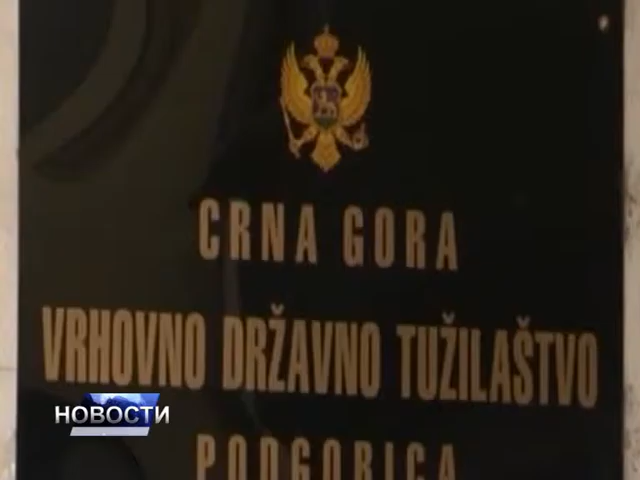 CRNA GORA
VRHOVNO DRŽAVNO TUŽILAŠTVO
PODGORICA
НОВОСТИ